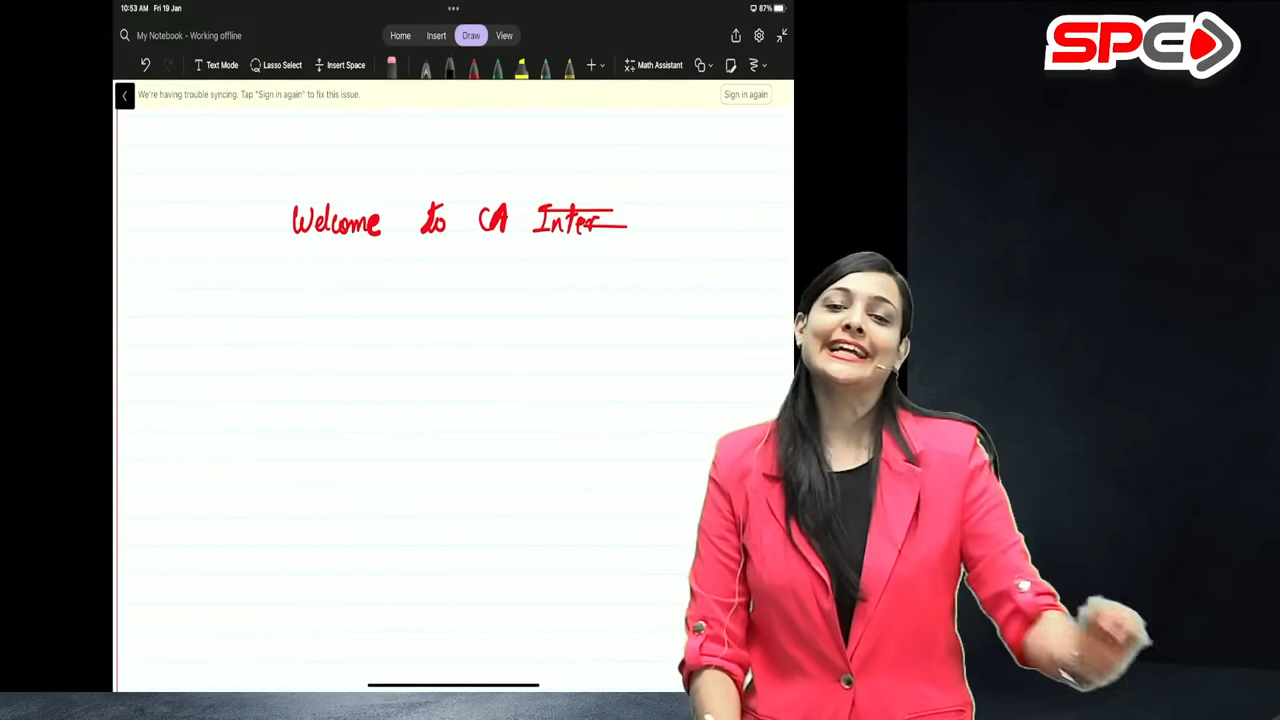 10:53 AM Fri 19 Jan 87%
SPC
My Notebook - Working offline Home Insert Draw View
Text Mode Lasso Select Insert Space Math Assistant
We're having trouble syncing. Tap "Sign in again" to fix this issue. Sign in again
Welcome to CA Inter